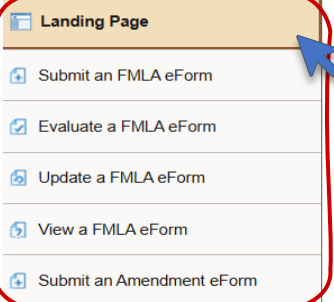 Landing Page
Submit an FMLA eForm
Evaluate a FMLA eForm
Update a FMLA eForm
View a FMLA eForm
Submit an Amendment eForm